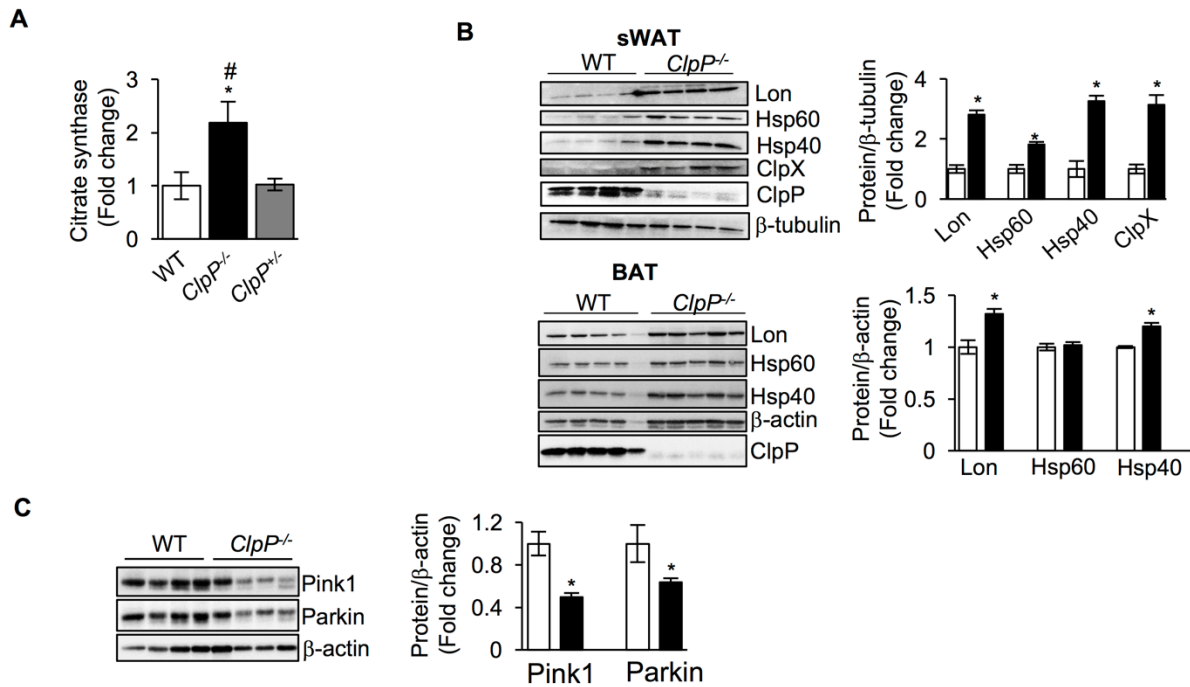 A
Citrate synthase
(Fold change)
3
2
1
0
#
*
WT
ClpP-/-
ClpP+/-
B
sWAT
WT
ClpP-/-
Lon
Hsp60
Hsp40
ClpX
ClpP
β-tubulin
Protein/β-tubulin
(Fold change)
4
2
0
*
*
*
*
Lon
Hsp60
Hsp40
ClpX
BAT
WT
ClpP-/-
Lon
Hsp60
Hsp40
β-actin
ClpP
Protein/β-actin
(Fold change)
1.5
1
0.5
0
*
*
Lon
Hsp60
Hsp40
C
WT
ClpP-/-
Pink1
Parkin
β-actin
Protein/β-actin
(Fold change)
1.2
0.8
0.4
0
*
*
Pink1
Parkin